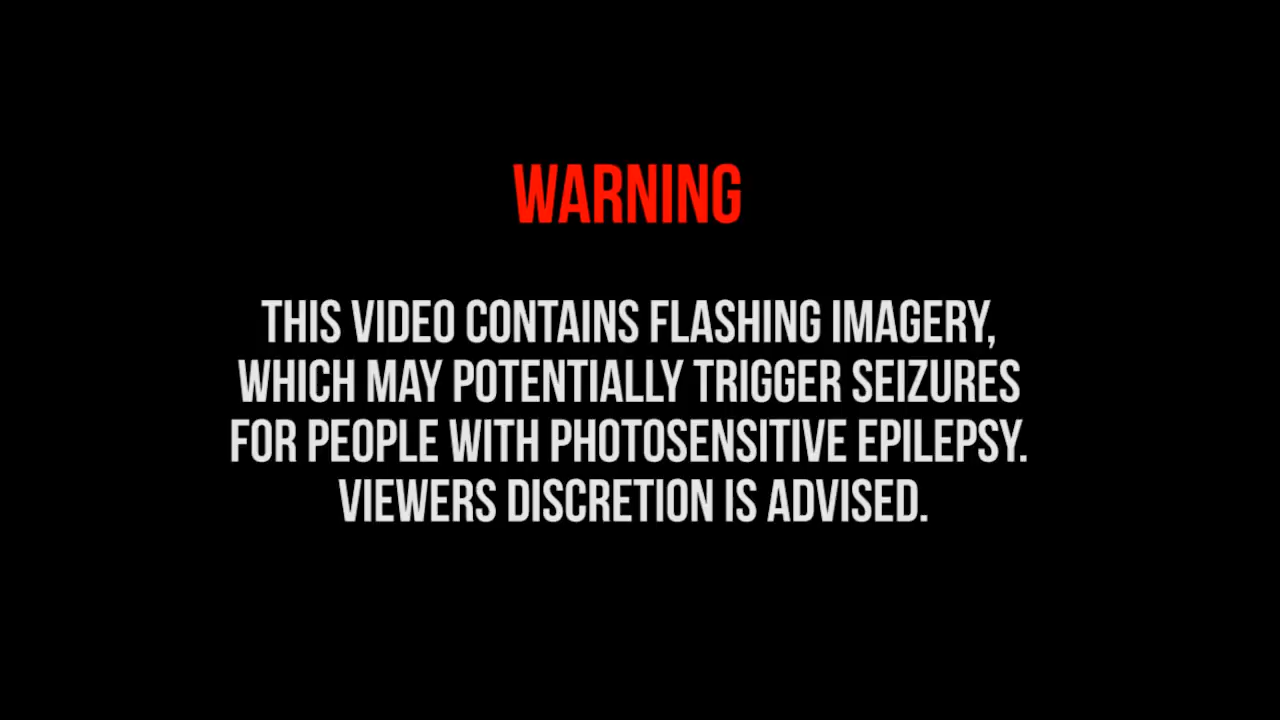 WARNING
THIS VIDEO CONTAINS FLASHING IMAGERY,
WHICH MAY POTENTIALLY TRIGGER SEIZURES
FOR PEOPLE WITH PHOTOSENSITIVE EPILEPSY.
VIEWERS DISCRETION IS ADVISED.